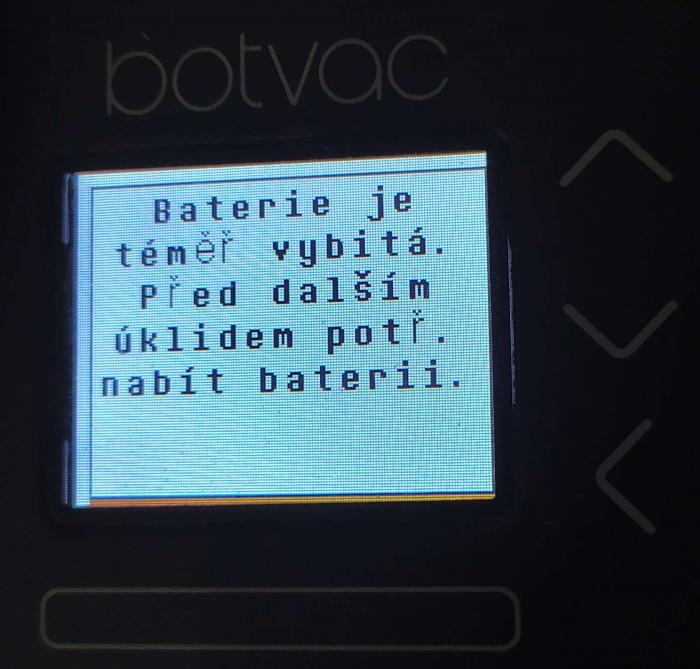 botvac
Baterie je
téměř vybitá.
Před dalším
úklidem potř.
nabít baterii.